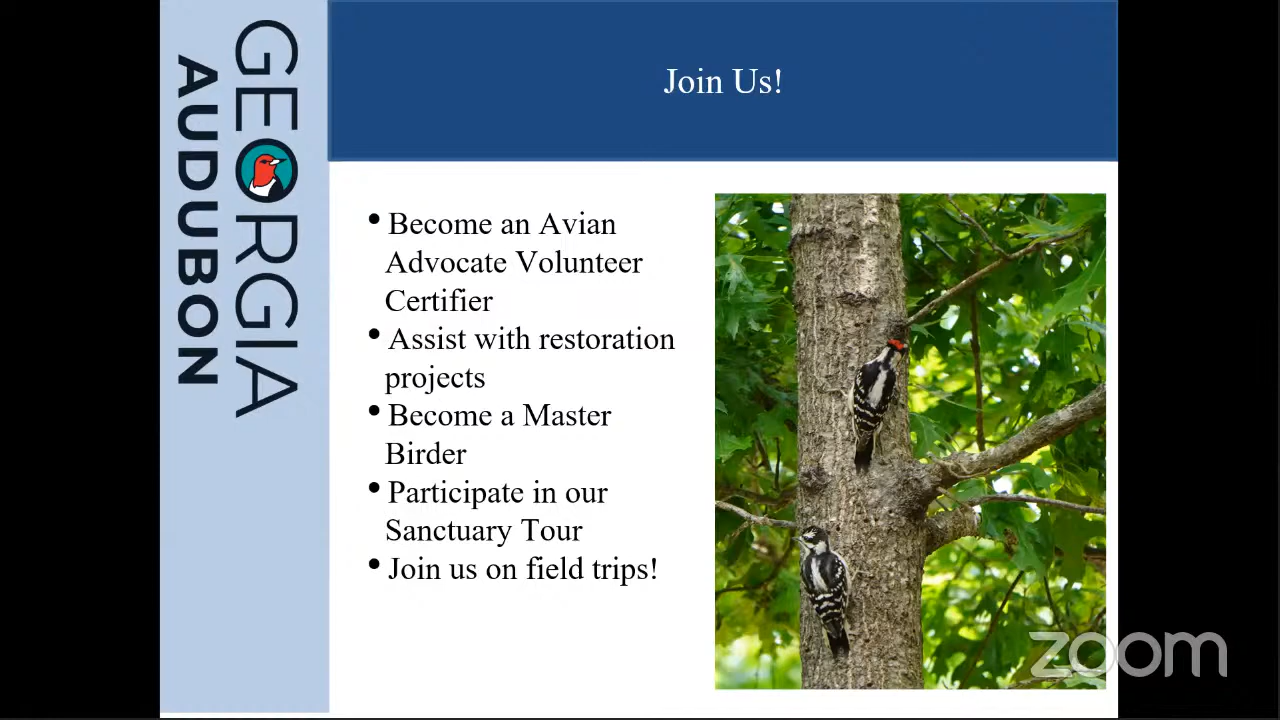 GEORGIA
AUDUBON
Join Us!
• Become an Avian
Advocate Volunteer
Certifier
• Assist with restoration
projects
• Become a Master
Birder
• Participate in our
Sanctuary Tour
• Join us on field trips!
zoom